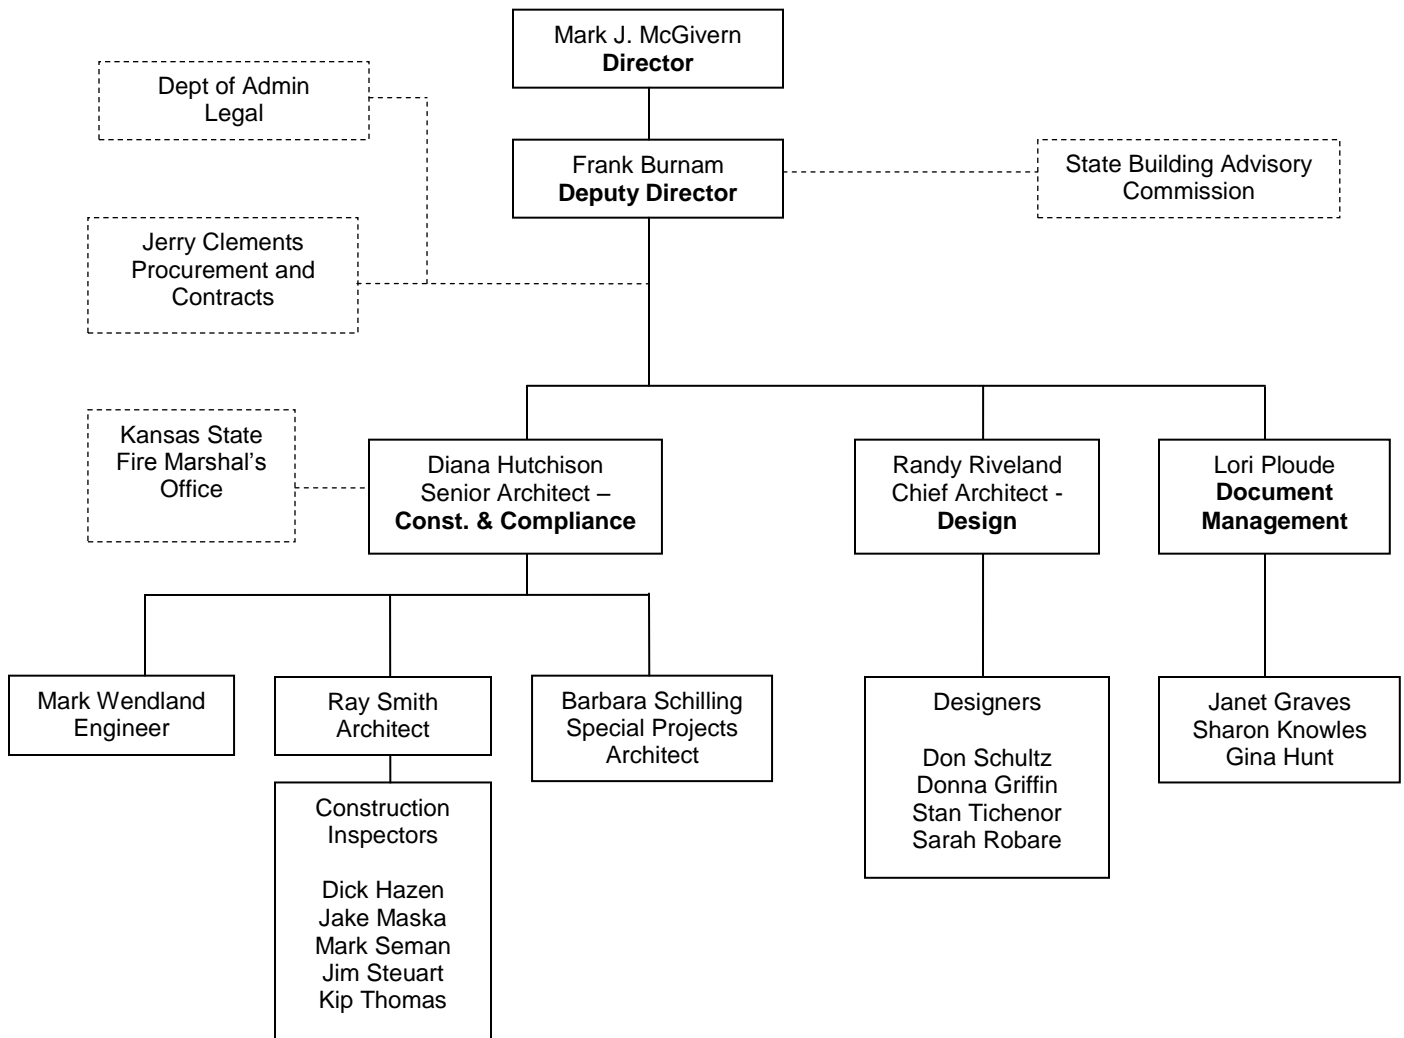 Mark J. McGivern
Director
Dept of Admin
Legal
Frank Burnam
Deputy Director
State Building Advisory
Commission
Jerry Clements
Procurement and
Contracts
Kansas State
Fire Marshal's
Office
Diana Hutchison
Senior Architect –
Const. & Compliance
Randy Riveland
Chief Architect -
Design
Lori Ploude
Document
Management
Mark Wendland
Engineer
Ray Smith
Architect
Barbara Schilling
Special Projects
Architect
Construction
Inspectors
Dick Hazen
Jake Maska
Mark Seman
Jim Steuart
Kip Thomas
Designers
Don Schultz
Donna Griffin
Stan Tichenor
Sarah Robare
Janet Graves
Sharon Knowles
Gina Hunt